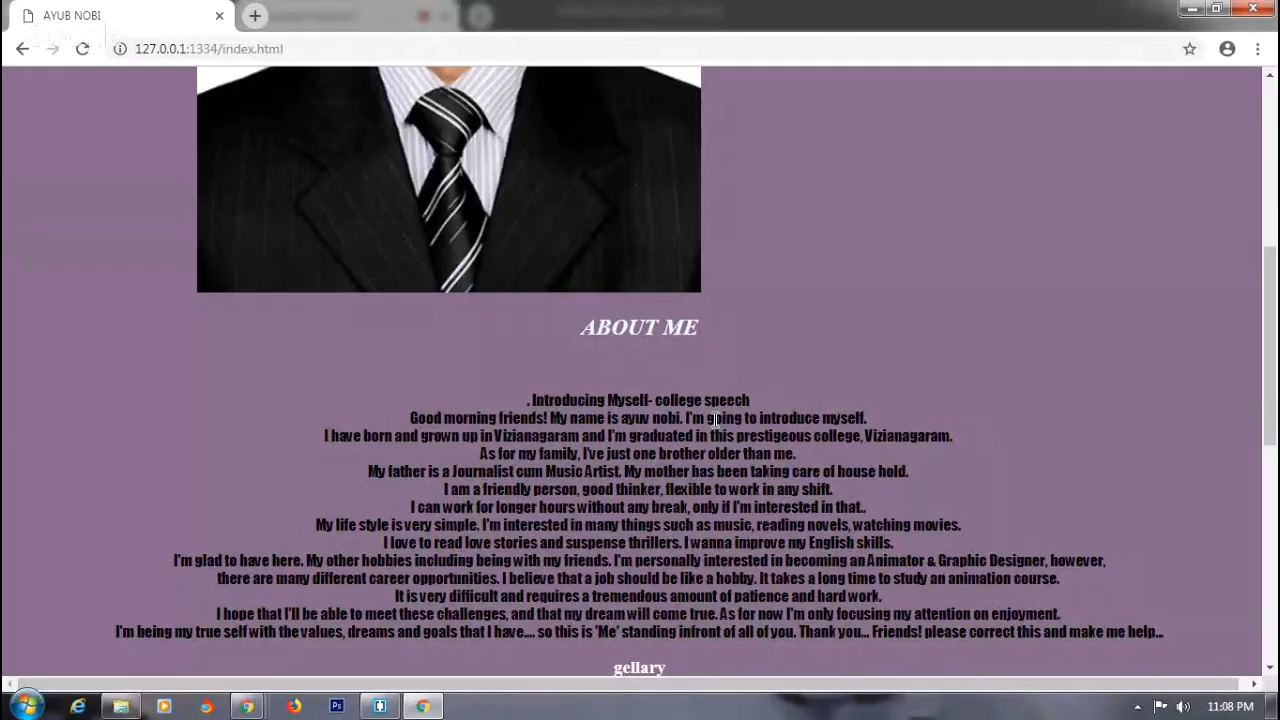 AYUB NOBI
127.0.0.1:1334/index.html
ABOUT ME
. Introducing Myself- college speech
Good morning friends! My name is ayuv nobi. I'm going to introduce myself.
I have born and grown up in Vizianagaram and I'm graduated in this prestigeous college, Vizianagaram.
As for my family, I've just one brother older than me.
My father is a Journalist cum Music Artist. My mother has been taking care of house hold.
I am a friendly person, good thinker, flexible to work in any shift.
I can work for longer hours without any break, only if I'm interested in that..
My life style is very simple. I'm interested in many things such as music, reading novels, watching movies.
I love to read love stories and suspense thrillers. I wanna improve my English skills.
I'm glad to have here. My other hobbies including being with my friends. I'm personally interested in becoming an Animator & Graphic Designer, however,
there are many different career opportunities. I believe that a job should be like a hobby. It takes a long time to study an animation course.
It is very difficult and requires a tremendous amount of patience and hard work.
I hope that I'll be able to meet these challenges, and that my dream will come true. As for now I'm only focusing my attention on enjoyment.
I'm being my true self with the values, dreams and goals that I have.... so this is 'Me' standing infront of all of you. Thank you... Friends! please correct this and make me help...
gellary
Ps
11:08 PM